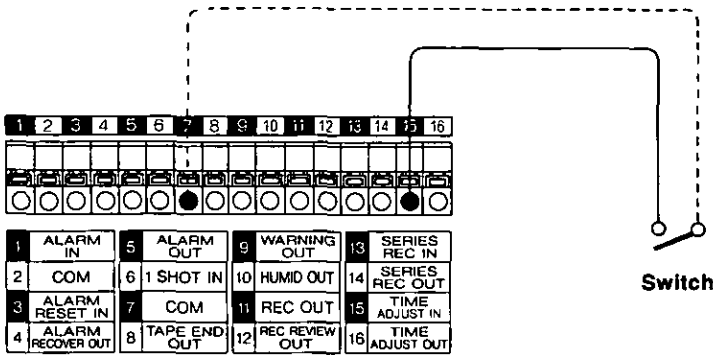 1 2 3 4 5 6 7 8 9 10 11 12 13 14 15 16
Switch
1 ALARM IN
2 COM
3 ALARM RESET IN
4 ALARM RECOVER OUT
5 ALARM OUT
6 1 SHOT IN
7 COM
8 TAPE END OUT
9 WARNING OUT
10 HUMID OUT
11 REC OUT
12 REC REVIEW OUT
13 SERIES REC IN
14 SERIES REC OUT
15 TIME ADJUST IN
16 TIME ADJUST OUT